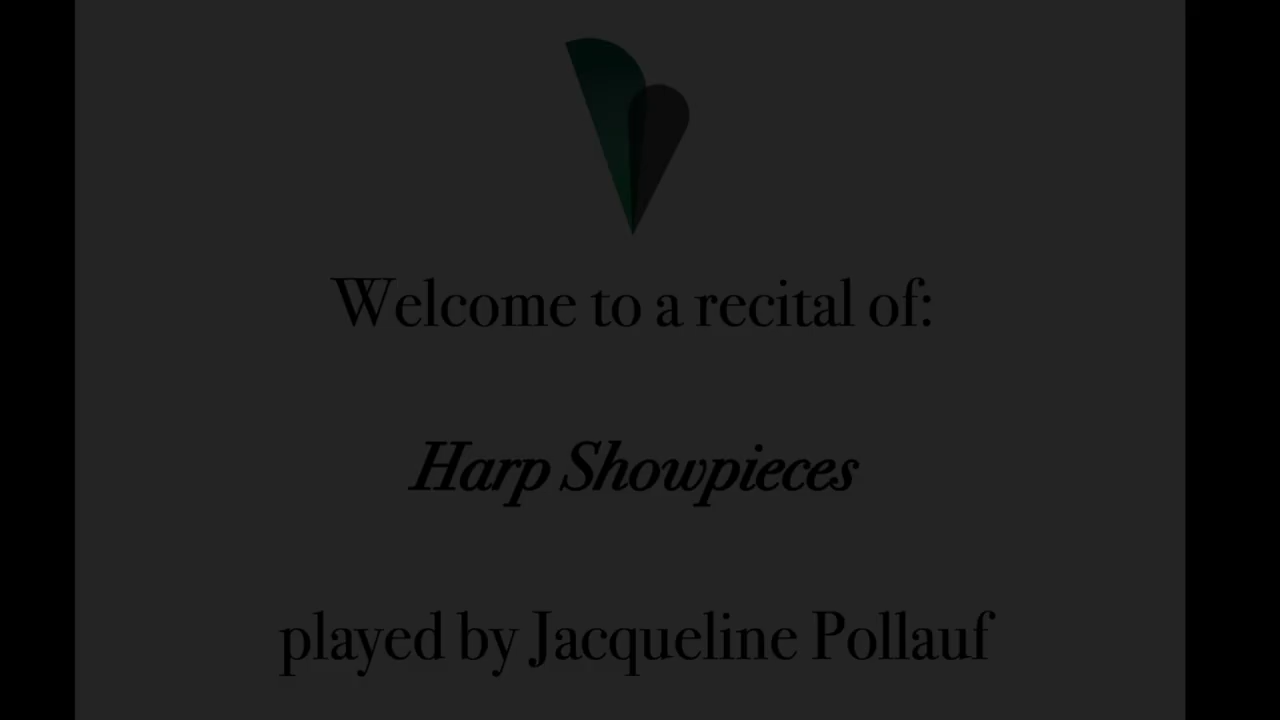 Welcome to a recital of:
Harp Showpieces
played by Jacqueline Pollauf